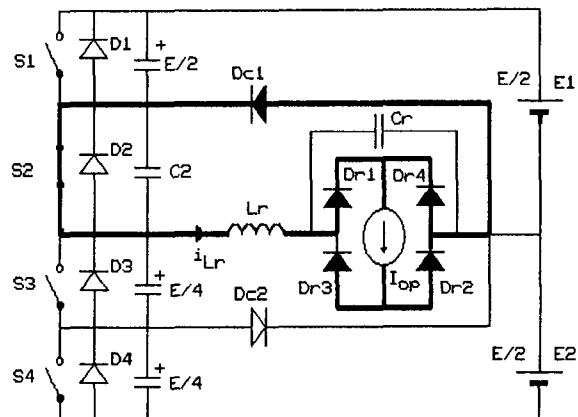 S1
D1
+
E/2
Dc1
E/2
E1
Cr
S2
D2
C2
Dr1
Dr4
Lr
iLr
S3
D3
+
E/4
Dc2
Dr3
Iop
Dr2
S4
D4
+
E/4
E/2
E2